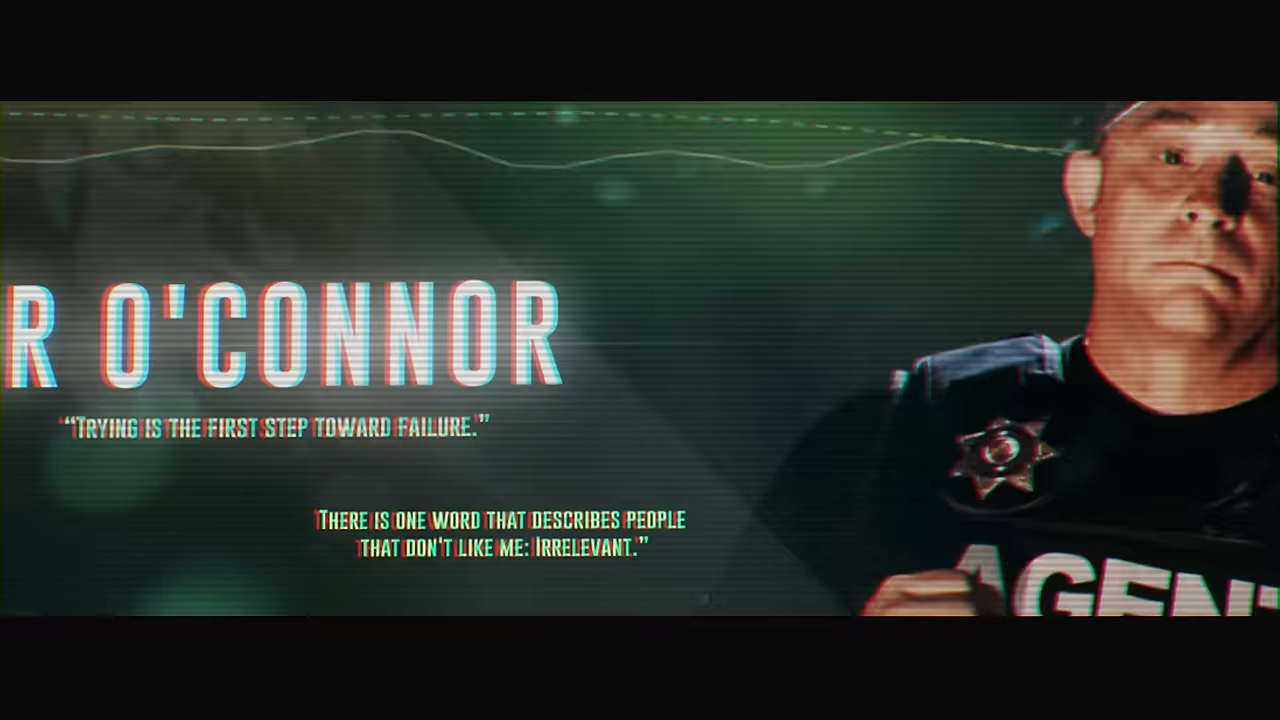 R O'CONNOR
“TRYING IS THE FIRST STEP TOWARD FAILURE.”
THERE IS ONE WORD THAT DESCRIBES PEOPLE
THAT DON'T LIKE ME: IRRELEVANT.”
AGENT